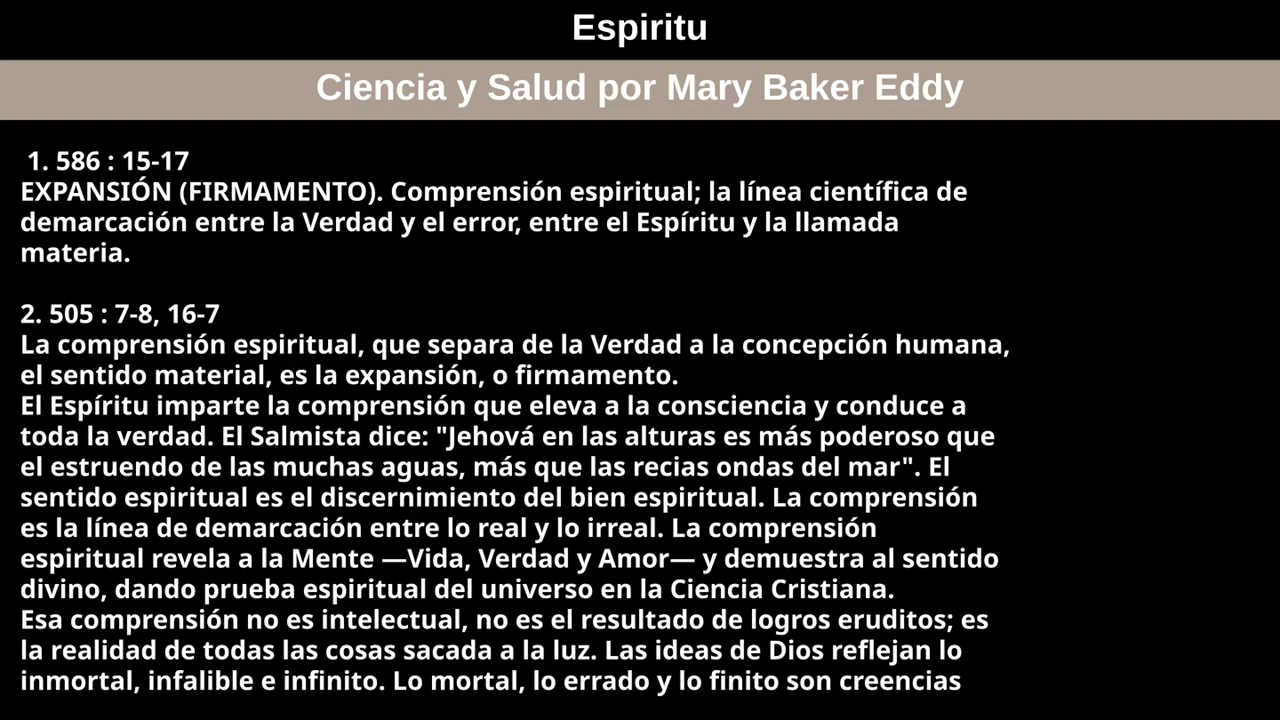 Espiritu
Ciencia y Salud por Mary Baker Eddy
1. 586 : 15-17
EXPANSIÓN (FIRMAMENTO). Comprensión espiritual; la línea científica de
demarcación entre la Verdad y el error, entre el Espíritu y la llamada
materia.
2. 505 : 7-8, 16-7
La comprensión espiritual, que separa de la Verdad a la concepción humana,
el sentido material, es la expansión, o firmamento.
El Espíritu imparte la comprensión que eleva a la consciencia y conduce a
toda la verdad. El Salmista dice: "Jehová en las alturas es más poderoso que
el estruendo de las muchas aguas, más que las recias ondas del mar". El
sentido espiritual es el discernimiento del bien espiritual. La comprensión
es la línea de demarcación entre lo real y lo irreal. La comprensión
espiritual revela a la Mente —Vida, Verdad y Amor— y demuestra al sentido
divino, dando prueba espiritual del universo en la Ciencia Cristiana.
Esa comprensión no es intelectual, no es el resultado de logros eruditos; es
la realidad de todas las cosas sacada a la luz. Las ideas de Dios reflejan lo
inmortal, infalible e infinito. Lo mortal, lo errado y lo finito son creencias